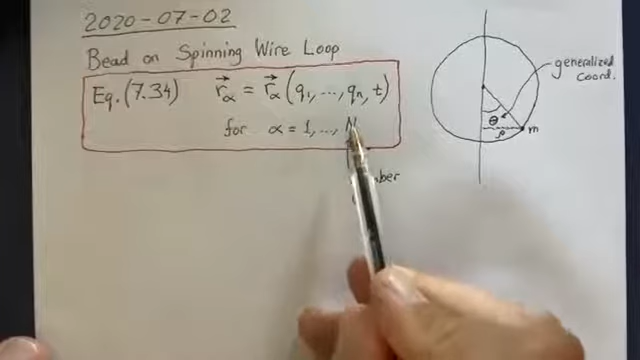 2020-07-02
Bead on Spinning Wire Loop
Eq.(7.34) r⃗α = r⃗α (q₁, ..., qₙ, t)
for α = 1, ..., N
generalized
coord.
θ
ρ
m